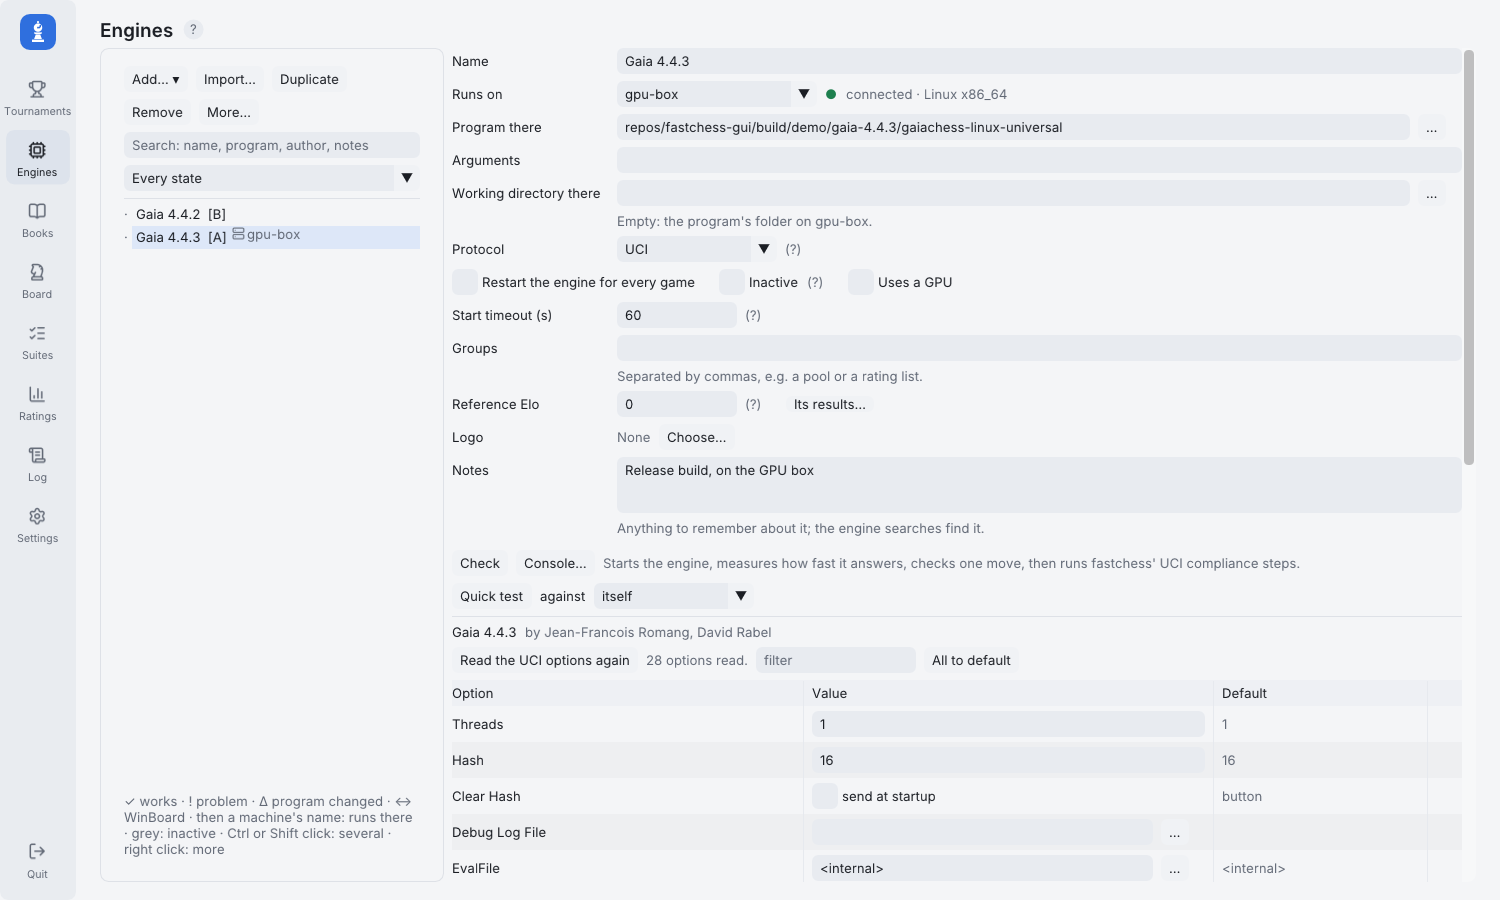 Engines ?
Tournaments
Engines
Books
Board
Suites
Ratings
Log
Settings
Quit
Add... ▾ Import... Duplicate
Remove More...
Search: name, program, author, notes
Every state ▼
· Gaia 4.4.2 [B]
· Gaia 4.4.3 [A] gpu-box
✓ works · ! problem · Δ program changed · ↔
WinBoard · then a machine's name: runs there
· grey: inactive · Ctrl or Shift click: several ·
right click: more
Name Gaia 4.4.3
Runs on gpu-box ▼ ● connected · Linux x86_64
Program there repos/fastchess-gui/build/demo/gaia-4.4.3/gaiachess-linux-universal ...
Arguments
Working directory there ...
Empty: the program's folder on gpu-box.
Protocol UCI ▼ (?)
Restart the engine for every game Inactive (?) Uses a GPU
Start timeout (s) 60 (?)
Groups
Separated by commas, e.g. a pool or a rating list.
Reference Elo 0 (?) Its results...
Logo None Choose...
Notes Release build, on the GPU box
Anything to remember about it; the engine searches find it.
Check Console... Starts the engine, measures how fast it answers, checks one move, then runs fastchess' UCI compliance steps.
Quick test against itself ▼
Gaia 4.4.3 by Jean-Francois Romang, David Rabel
Read the UCI options again 28 options read. filter All to default
Option Value Default
Threads 1 1
Hash 16 16
Clear Hash send at startup button
Debug Log File ...
EvalFile <internal> ... <internal>